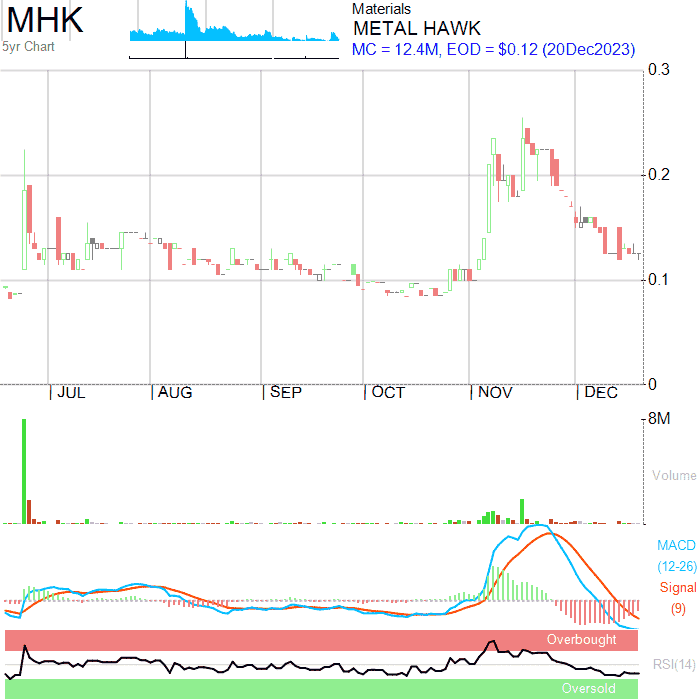 MHK
5yr Chart
Materials
METAL HAWK
MC = 12.4M, EOD = $0.12 (20Dec2023)
0.3
0.2
0.1
0
| JUL | AUG | SEP | OCT | NOV | DEC
8M
Volume
MACD
(12-26)
Signal
(9)
Overbought
RSI(14)
Oversold